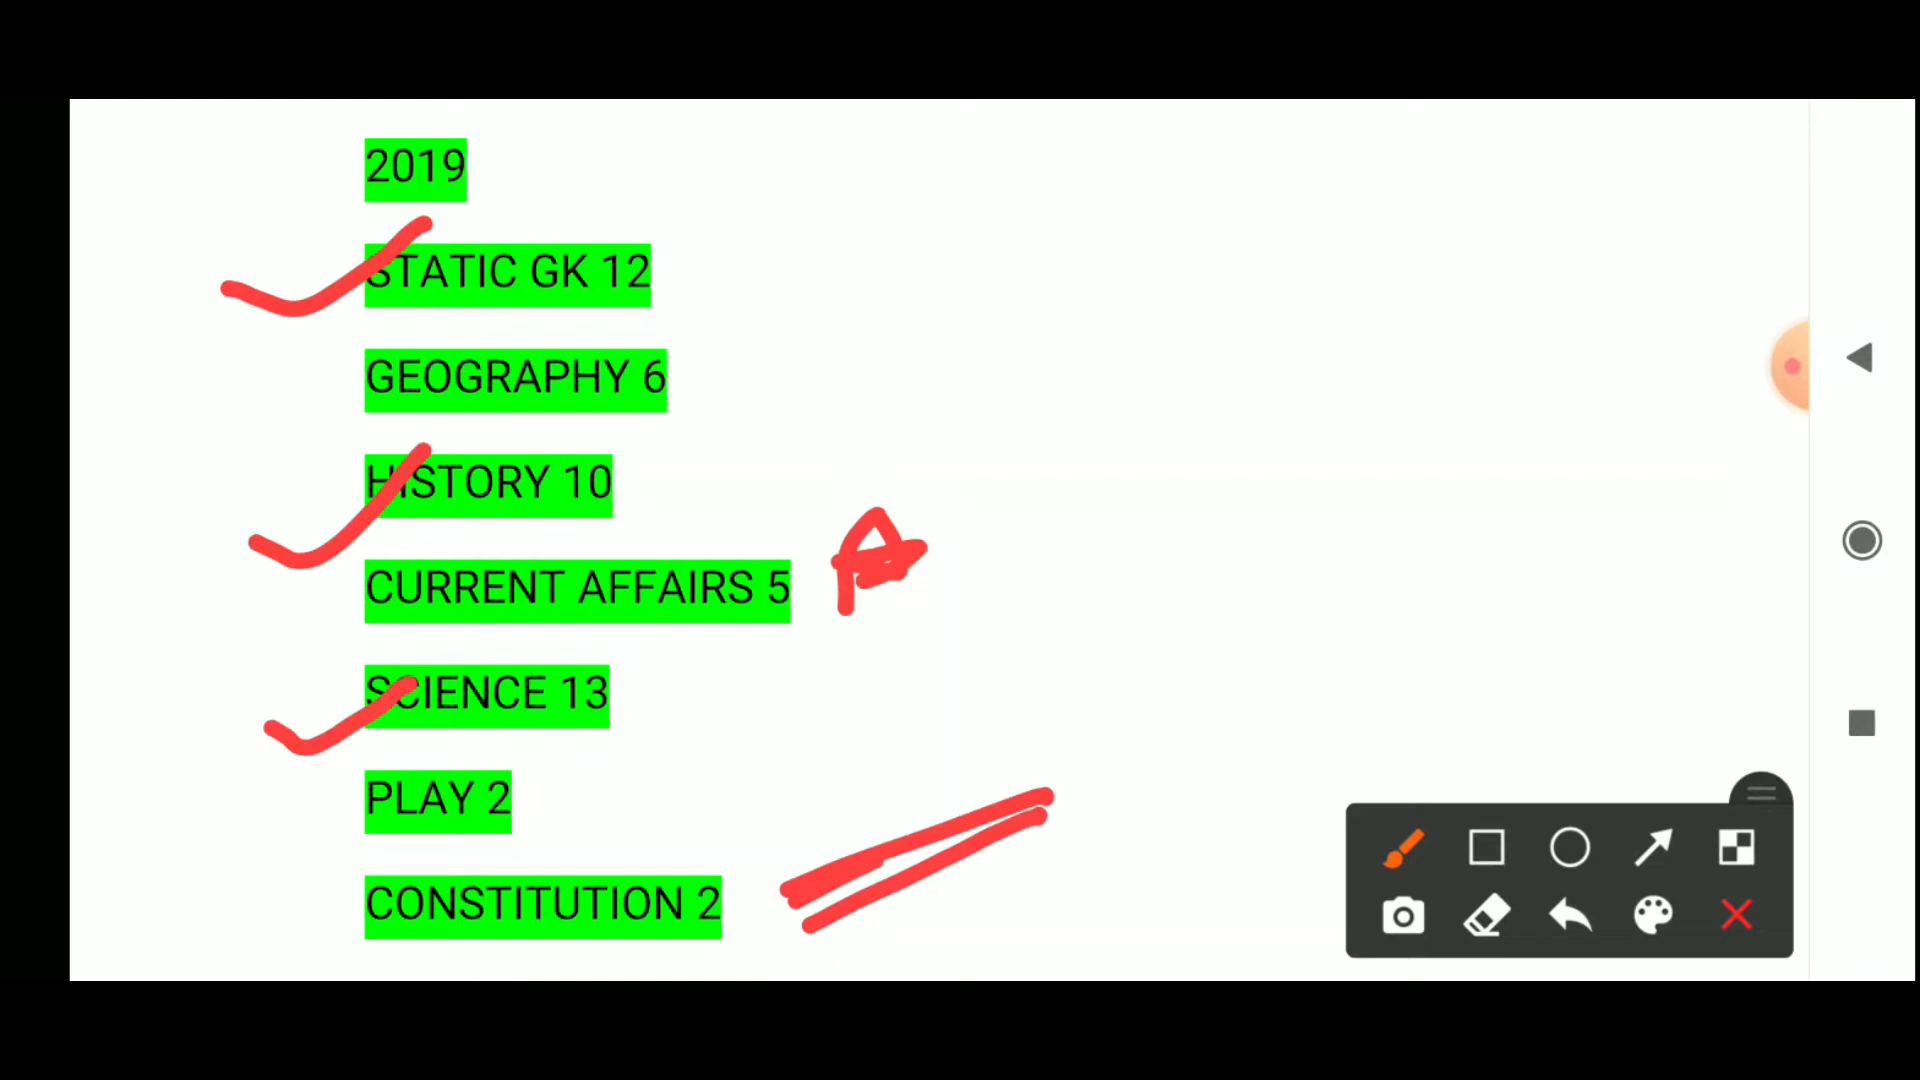 2019
STATIC GK 12
GEOGRAPHY 6
HISTORY 10
CURRENT AFFAIRS 5
SCIENCE 13
PLAY 2
CONSTITUTION 2